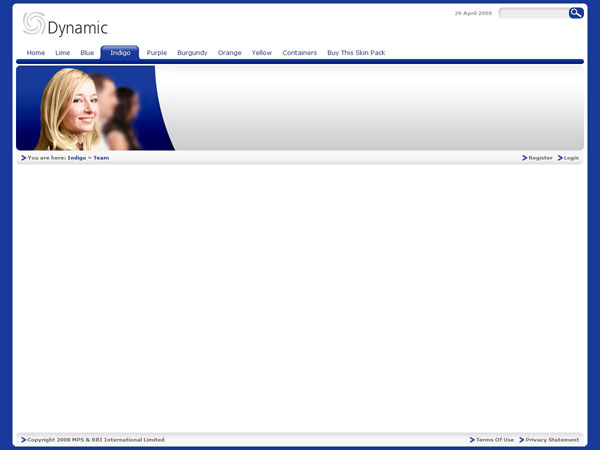 29 April 2008
Dynamic
Home Lime Blue Indigo Purple Burgundy Orange Yellow Containers Buy This Skin Pack
You are here: Indigo » Team Register Login
Copyright 2008 MPS & BBI International Limited Terms Of Use Privacy Statement